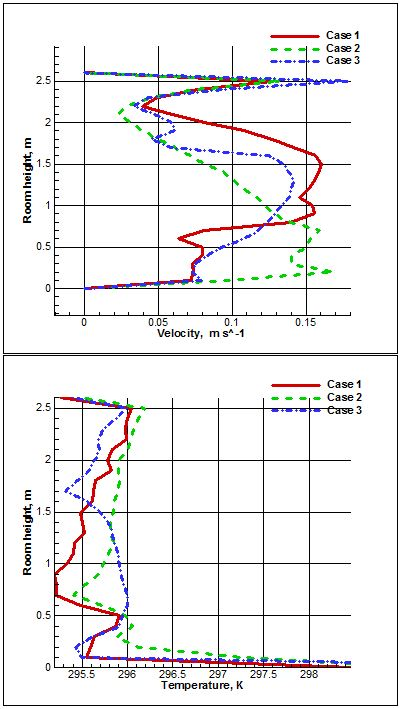 Case 1
Case 2
Case 3
2.5
2
1.5
1
0.5
0
Room height, m
0 0.05 0.1 0.15
Velocity, m s^-1
Case 1
Case 2
Case 3
2.5
2
1.5
1
0.5
0
Room height, m
295.5 296 296.5 297 297.5 298
Temperature, K